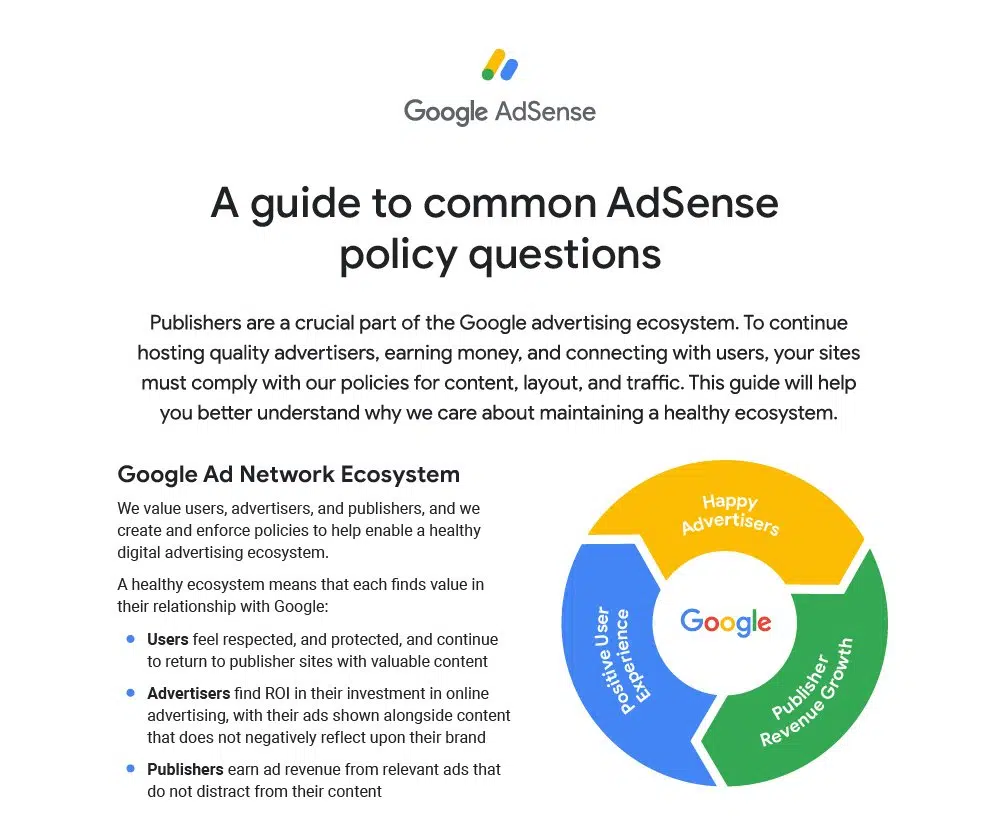 Google AdSense
A guide to common AdSense
policy questions
Publishers are a crucial part of the Google advertising ecosystem. To continue
hosting quality advertisers, earning money, and connecting with users, your sites
must comply with our policies for content, layout, and traffic. This guide will help
you better understand why we care about maintaining a healthy ecosystem.
Google Ad Network Ecosystem
We value users, advertisers, and publishers, and we
create and enforce policies to help enable a healthy
digital advertising ecosystem.
A healthy ecosystem means that each finds value in
their relationship with Google:
Users feel respected, and protected, and continue
to return to publisher sites with valuable content
Advertisers find ROI in their investment in online
advertising, with their ads shown alongside content
that does not negatively reflect upon their brand
Publishers earn ad revenue from relevant ads that
do not distract from their content
Happy
Advertisers
Google
Positive User
Experience
Publisher
Revenue Growth